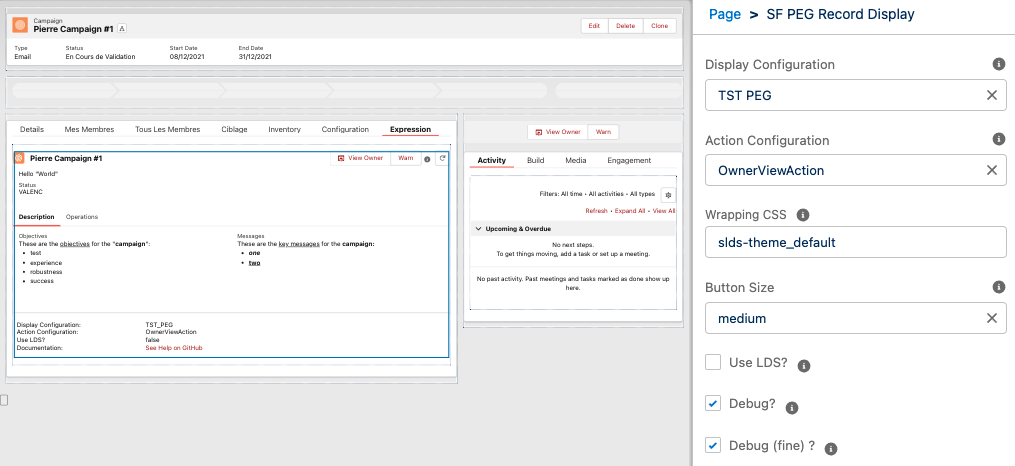 Campaign
Pierre Campaign #1
Edit Delete Clone
Type Status Start Date End Date
Email En Cours de Validation 08/12/2021 31/12/2021
Details Mes Membres Tous Les Membres Ciblage Inventory Configuration Expression
Pierre Campaign #1 View Owner Warn
Hello "World"
Status
VALENC
Description Operations
Objectives Messages
These are the objectives for the "campaign": These are the key messages for the campaign:
• test • one
• experience • two
• robustness
• success
Display Configuration: TST_PEG
Action Configuration: OwnerViewAction
Use LDS? false
Documentation: See Help on GitHub
View Owner Warn
Activity Build Media Engagement
Filters: All time • All activities • All types
Refresh • Expand All • View All
Upcoming & Overdue
No next steps.
To get things moving, add a task or set up a meeting.
No past activity. Past meetings and tasks marked as done show up
here.
Page > SF PEG Record Display
Display Configuration
TST PEG
Action Configuration
OwnerViewAction
Wrapping CSS
slds-theme_default
Button Size
medium
Use LDS?
Debug?
Debug (fine) ?